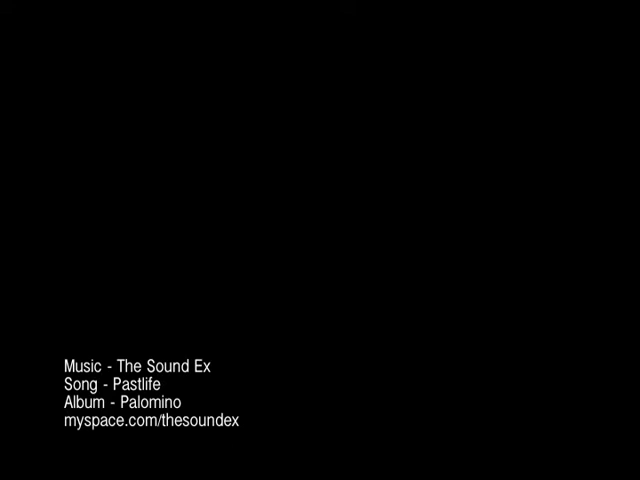 Music - The Sound Ex
Song - Pastlife
Album - Palomino
myspace.com/thesoundex